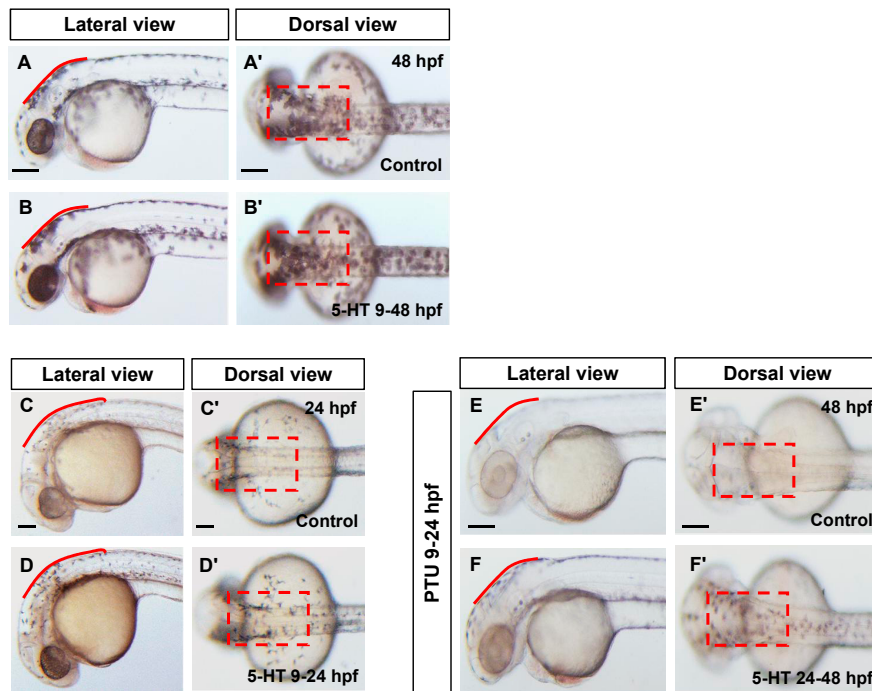 Lateral view
Dorsal view
A
A'
48 hpf
Control
B
B'
5-HT 9-48 hpf
Lateral view
Dorsal view
C
C'
24 hpf
Control
D
D'
5-HT 9-24 hpf
PTU 9-24 hpf
Lateral view
Dorsal view
E
E'
48 hpf
Control
F
F'
5-HT 24-48 hpf